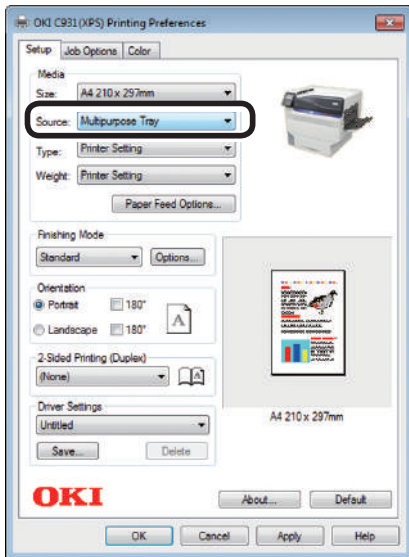 OKI C931(XPS) Printing Preferences
Setup Job Options Color
Media
Size: A4 210 x 297mm
Source: Multipurpose Tray
Type: Printer Setting
Weight: Printer Setting
Paper Feed Options...
Finishing Mode
Standard Options...
Orientation
Portrait 180°
Landscape 180°
A
2-Sided Printing (Duplex)
(None)
A
Driver Settings
Untitled
Save... Delete
A4 210 x 297mm
OKI
About... Default
OK Cancel Apply Help